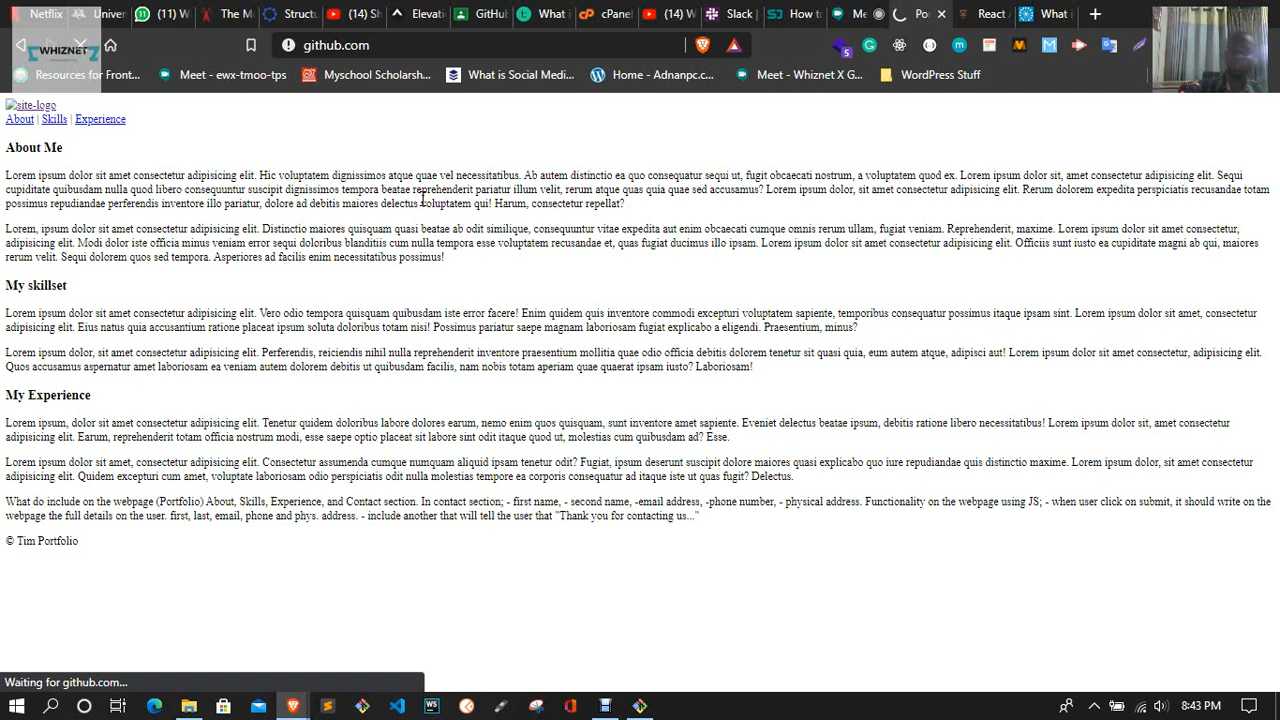 Netflix Univer (11) W The M Struct (14) Sh Elevate GitHub What i cPanel (14) W Slack | How to Me Po React / What i
WHIZNET
github.com
5
Resources for Front... Meet - ewx-tmoo-tps Myschool Scholarsh... What is Social Medi... Home - Adnanpc.co... Meet - Whiznet X G... WordPress Stuff
site-logo
About | Skills | Experience
About Me
Lorem ipsum dolor sit amet consectetur adipisicing elit. Hic voluptatem dignissimos atque quae vel necessitatibus. Ab autem distinctio ea quo consequatur sequi ut, fugit obcaecati nostrum, a voluptatum quod ex. Lorem ipsum dolor, sit amet consectetur adipisicing elit. Sequi
cupiditate quibusdam nulla quod libero consequuntur suscipit dignissimos tempora beatae reprehenderit pariatur illum velit, rerum atque quas quia quae sed accusamus? Lorem ipsum dolor, sit amet consectetur adipisicing elit. Rerum dolorem expedita perspiciatis recusandae totam
possimus repudiandae perferendis inventore illo pariatur, dolore ad debitis maiores delectus voluptatum qui! Harum, consectetur repellat?
Lorem, ipsum dolor sit amet consectetur adipisicing elit. Distinctio maiores quisquam quasi beatae ab odit similique, consequuntur vitae expedita aut enim obcaecati cumque omnis rerum ullam, fugiat veniam. Reprehenderit, maxime. Lorem ipsum dolor sit amet consectetur,
adipisicing elit. Modi dolor iste officia minus veniam error sequi doloribus blanditiis cum nulla tempora esse voluptatem recusandae et, quas fugiat ducimus illo ipsam. Lorem ipsum dolor sit amet consectetur adipisicing elit. Officiis sunt iusto ea cupiditate magni ab qui, maiores
rerum velit. Sequi dolorem quos sed tempora. Asperiores ad facilis enim necessitatibus possimus!
My skillset
Lorem ipsum dolor sit amet consectetur adipisicing elit. Vero odio tempora quisquam quibusdam iste error facere! Enim quidem quis inventore commodi excepturi voluptatem sapiente, temporibus consequatur possimus itaque ipsam sint. Lorem ipsum dolor sit amet, consectetur
adipisicing elit. Eius natus quia accusantium ratione placeat ipsum soluta doloribus totam nisi! Possimus pariatur saepe magnam laboriosam fugiat explicabo a eligendi. Praesentium, minus?
Lorem ipsum dolor, sit amet consectetur adipisicing elit. Perferendis, reiciendis nihil nulla reprehenderit inventore praesentium mollitia quae odio officia debitis dolorem tenetur sit quasi quia, eum autem atque, adipisci aut! Lorem ipsum dolor sit amet consectetur, adipisicing elit.
Quos accusamus aspernatur amet laboriosam ea veniam autem dolorem debitis ut quibusdam facilis, nam nobis totam aperiam quae quaerat ipsam iusto? Laboriosam!
My Experience
Lorem ipsum, dolor sit amet consectetur adipisicing elit. Tenetur quidem doloribus labore dolores earum, nemo enim quos quisquam, sunt inventore amet sapiente. Eveniet delectus beatae ipsum, debitis ratione libero necessitatibus! Lorem ipsum dolor sit amet, consectetur
adipisicing elit. Earum, reprehenderit totam officia nostrum modi, esse saepe optio placeat sit labore sint odit itaque quod ut, molestias cum quibusdam ad? Esse.
Lorem ipsum dolor sit amet, consectetur adipisicing elit. Consectetur assumenda cumque numquam aliquid ipsam tenetur odit? Fugiat, ipsum deserunt suscipit dolore maiores quasi explicabo quo iure repudiandae quis distinctio maxime. Lorem ipsum dolor sit amet, consectetur
adipisicing elit. Quidem excepturi cum amet, voluptate laboriosam odio perspiciatis odit nulla molestias tempore ea corporis consequatur ad itaque iste ut quas fugit? Delectus.
What do include on the webpage (Portfolio) About, Skills, Experience, and Contact section. In contact section; - first name, - second name, -email address, -phone number, - physical address. Functionality on the webpage using JS; - when user click on submit, it should write on the
webpage the full details on the user. first, last, email, phone and phys. address. - include another that will tell the user that "Thank you for contacting us..."
© Tim Portfolio
Waiting for github.com...
8:43 PM